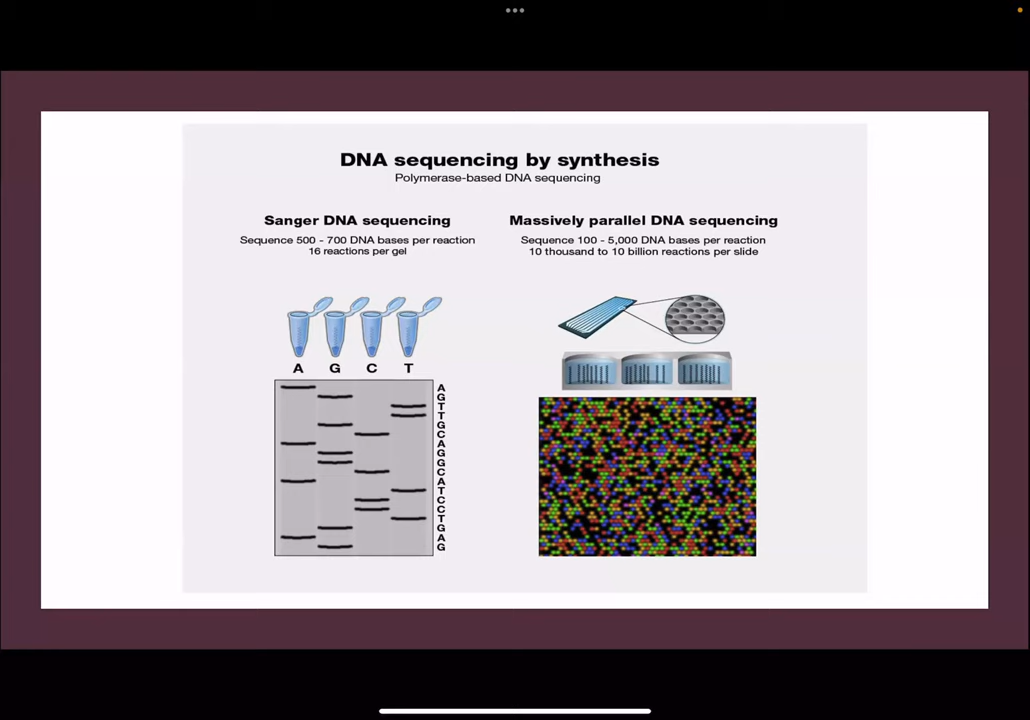 DNA sequencing by synthesis
Polymerase-based DNA sequencing
Sanger DNA sequencing
Sequence 500 - 700 DNA bases per reaction
16 reactions per gel
A G C T
A
G
T
T
G
C
A
G
G
C
A
T
C
C
T
G
A
G
Massively parallel DNA sequencing
Sequence 100 - 5,000 DNA bases per reaction
10 thousand to 10 billion reactions per slide